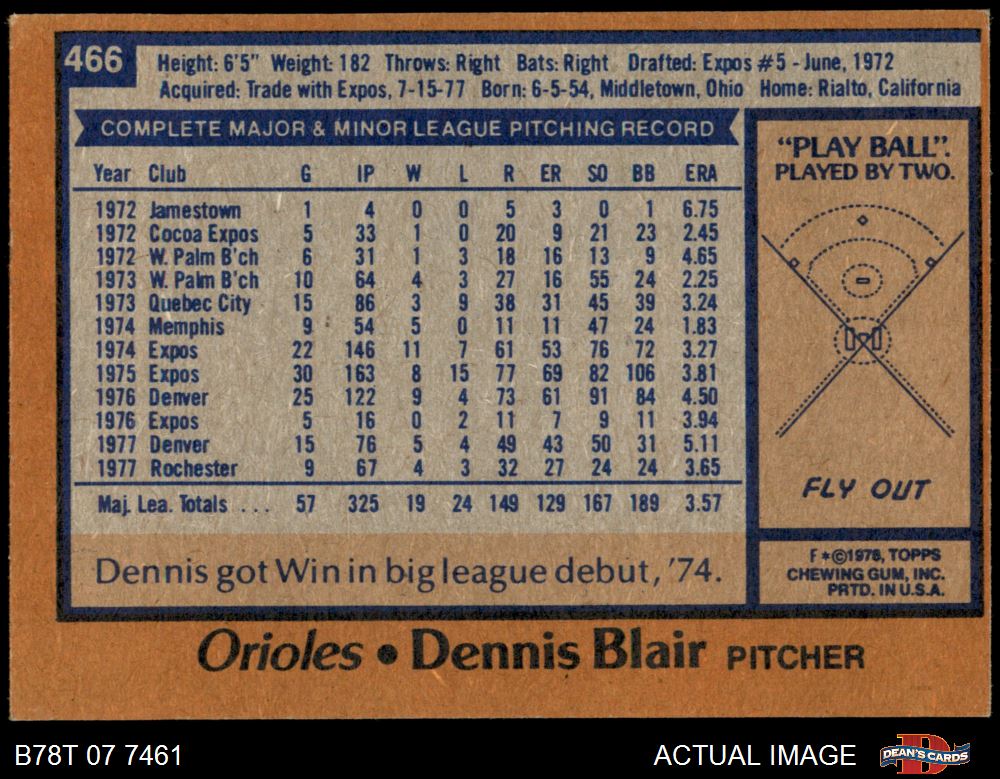 466
Height: 6'5" Weight: 182 Throws: Right Bats: Right Drafted: Expos #5 - June, 1972
Acquired: Trade with Expos, 7-15-77 Born: 6-5-54, Middletown, Ohio Home: Rialto, California
COMPLETE MAJOR & MINOR LEAGUE PITCHING RECORD
Year Club G IP W L R ER SO BB ERA
1972 Jamestown 1 4 0 0 5 3 0 1 6.75
1972 Cocoa Expos 5 33 1 0 20 9 21 23 2.45
1972 W. Palm B'ch 6 31 1 3 18 16 13 9 4.65
1973 W. Palm B'ch 10 64 4 3 27 16 55 24 2.25
1973 Quebec City 15 86 3 9 38 31 45 39 3.24
1974 Memphis 9 54 5 0 11 11 47 24 1.83
1974 Expos 22 146 11 7 61 53 76 72 3.27
1975 Expos 30 163 8 15 77 69 82 106 3.81
1976 Denver 25 122 9 4 73 61 91 84 4.50
1976 Expos 5 16 0 2 11 7 9 11 3.94
1977 Denver 15 76 5 4 49 43 50 31 5.11
1977 Rochester 9 67 4 3 32 27 24 24 3.65
Maj. Lea. Totals ... 57 325 19 24 149 129 167 189 3.57
Dennis got Win in big league debut, '74.
"PLAY BALL".
PLAYED BY TWO.
FLY OUT
F*©1978, TOPPS
CHEWING GUM, INC.
PRTD. IN U.S.A.
Orioles • Dennis Blair PITCHER
B78T 07 7461
ACTUAL IMAGE
DEAN'S CARDS